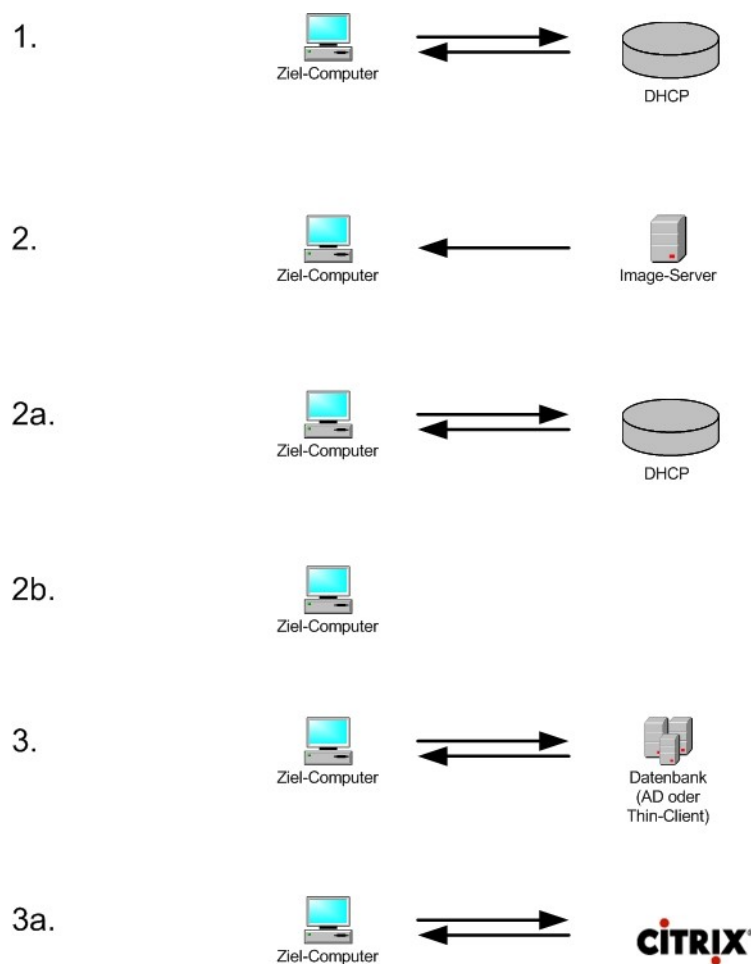 1.
Ziel-Computer
DHCP
2.
Ziel-Computer
Image-Server
2a.
Ziel-Computer
DHCP
2b.
Ziel-Computer
3.
Ziel-Computer
Datenbank
(AD oder
Thin-Client)
3a.
Ziel-Computer
CiTRIX®